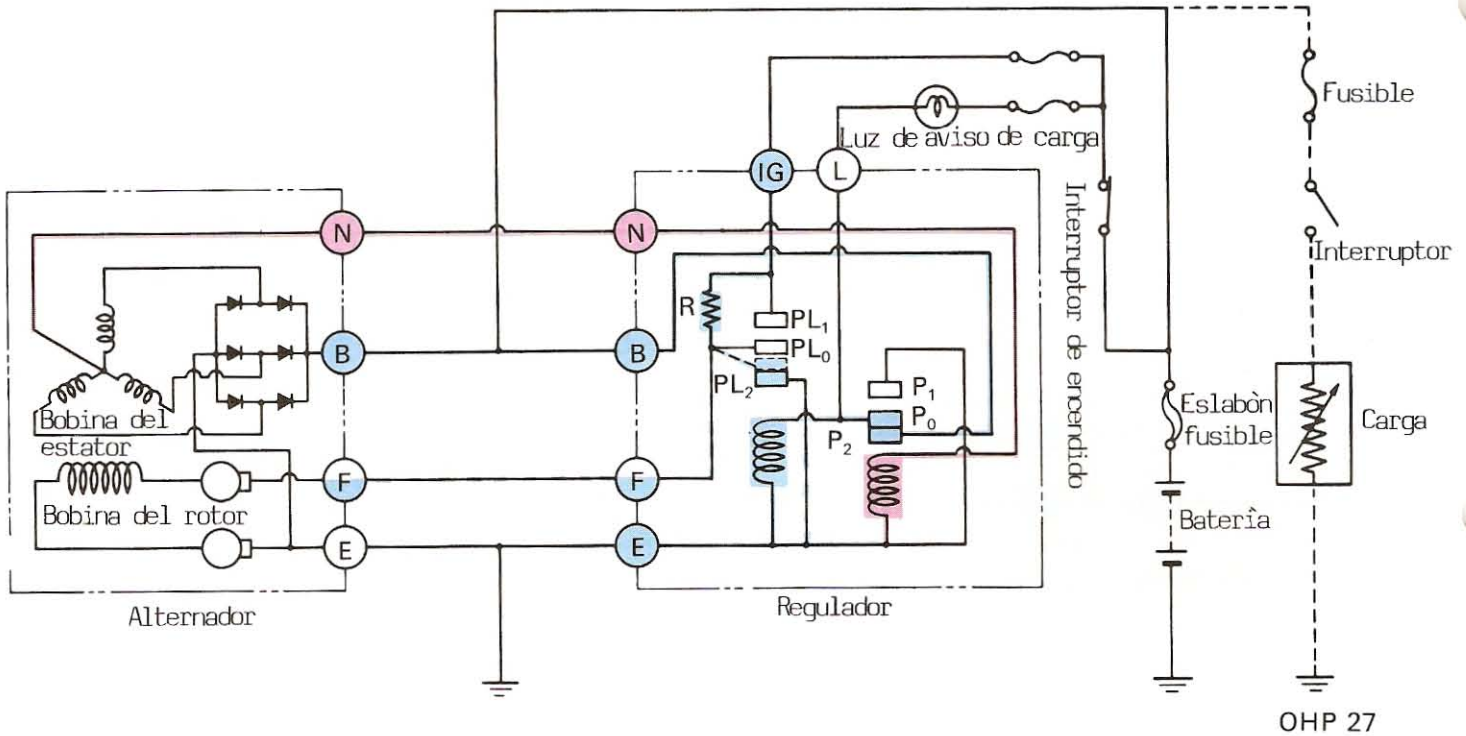 Fusible
Luz de aviso de carga
IG
L
Interruptor de encendido
N
N
Interruptor
R
PL₁
PL₀
PL₂
B
B
P₁
P₀
P₂
Bobina del
estator
Eslabòn
fusible
Carga
F
F
Bobina del rotor
Baterîa
E
E
Alternador
Regulador
OHP 27